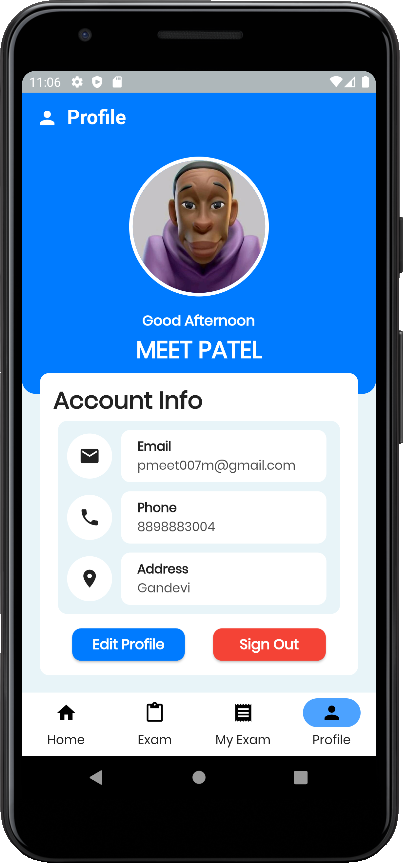 11:06
Profile
Good Afternoon
MEET PATEL
Account Info
Email
pmeet007m@gmail.com
Phone
8898883004
Address
Gandevi
Edit Profile
Sign Out
Home
Exam
My Exam
Profile